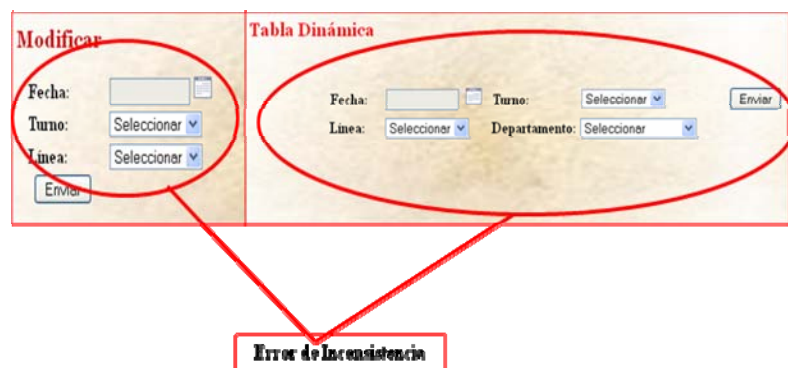 Modificar
Fecha:
Turno: Seleccionar
Línea: Seleccionar
Enviar
Tabla Dinámica
Fecha: Turno: Seleccionar Enviar
Línea: Seleccionar Departamento: Seleccionar
Error de Inconsistencia